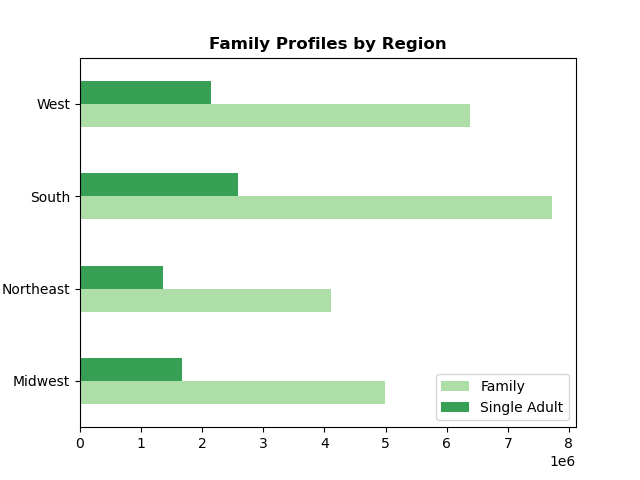 Family Profiles by Region
West
South
Northeast
Midwest
Family
Single Adult
0 1 2 3 4 5 6 7 8
1e6